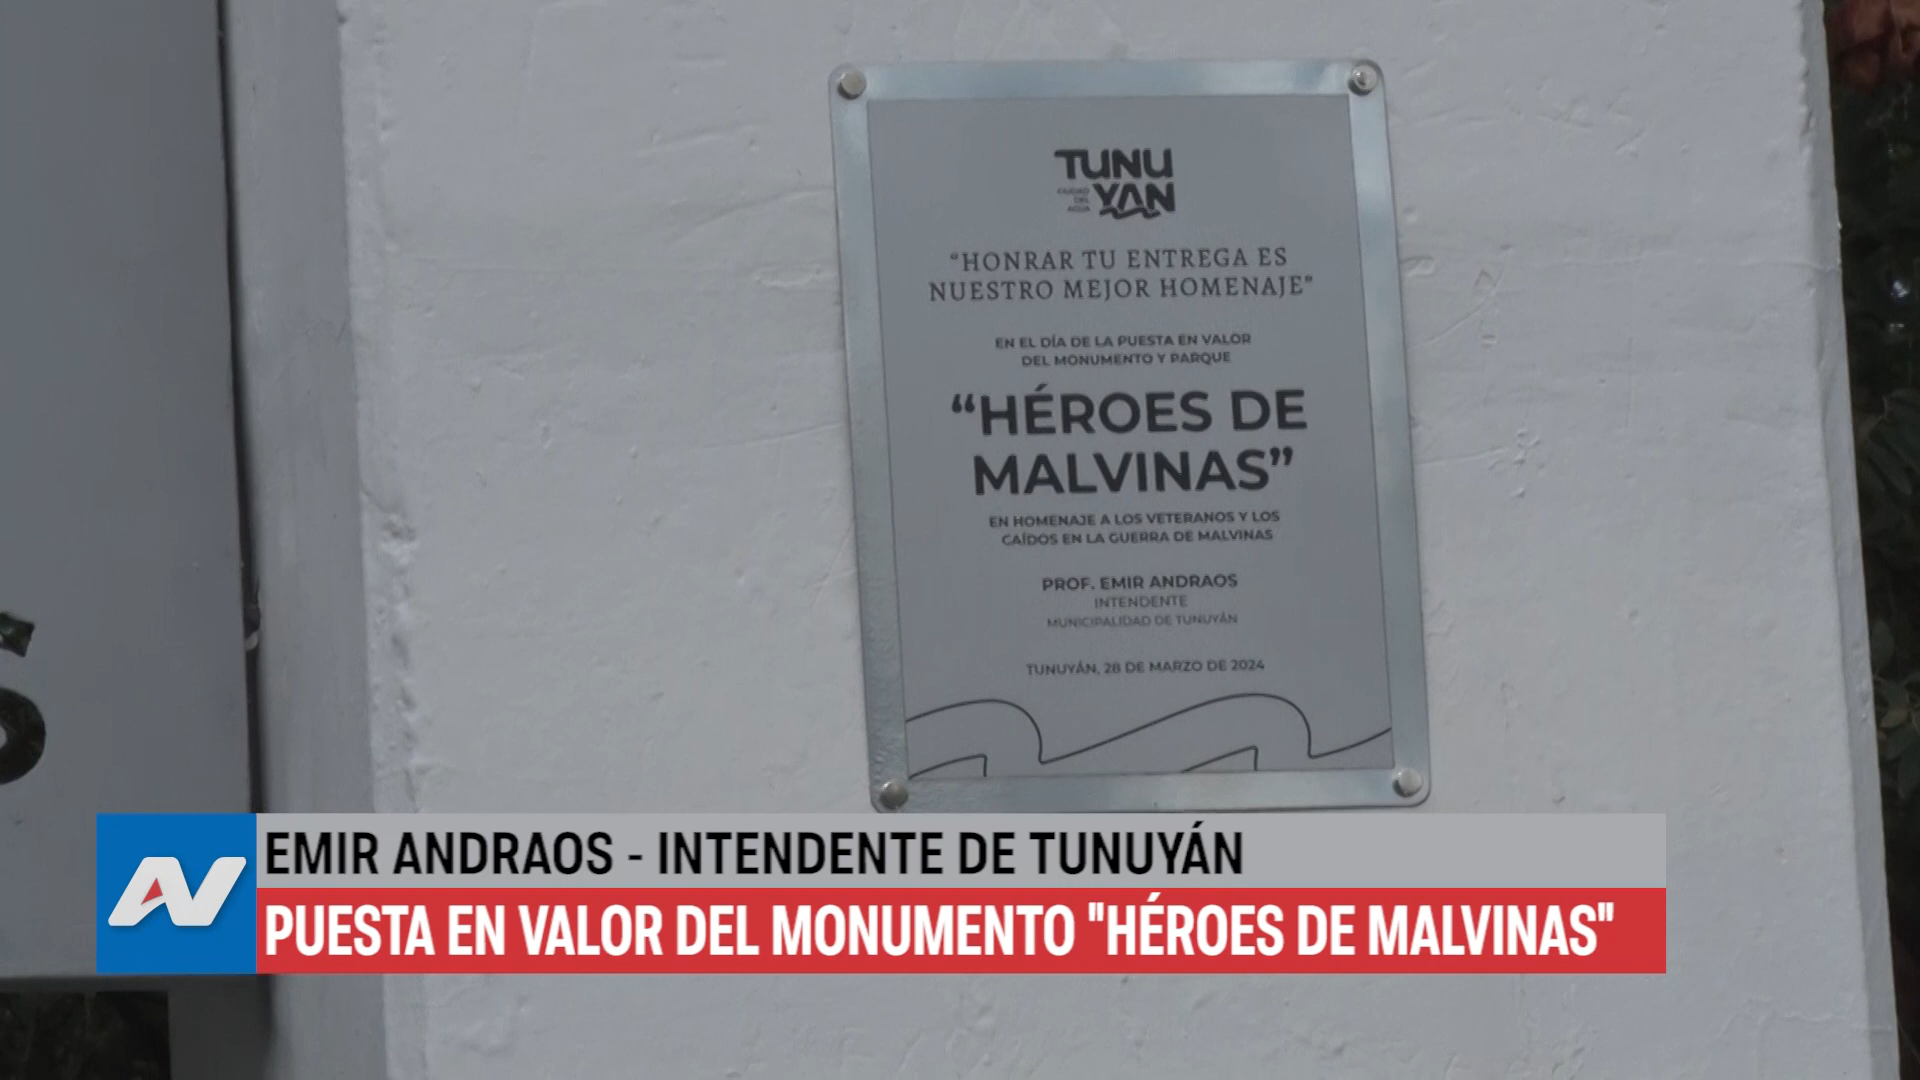 TUNU
CIUDAD
DEL
AGUA
YAN
“HONRAR TU ENTREGA ES
NUESTRO MEJOR HOMENAJE”
EN EL DÍA DE LA PUESTA EN VALOR
DEL MONUMENTO Y PARQUE
“HÉROES DE
MALVINAS”
EN HOMENAJE A LOS VETERANOS Y LOS
CAÍDOS EN LA GUERRA DE MALVINAS
PROF. EMIR ANDRAOS
INTENDENTE
MUNICIPALIDAD DE TUNUYÁN
TUNUYÁN, 28 DE MARZO DE 2024
AV
EMIR ANDRAOS - INTENDENTE DE TUNUYÁN
PUESTA EN VALOR DEL MONUMENTO "HÉROES DE MALVINAS"